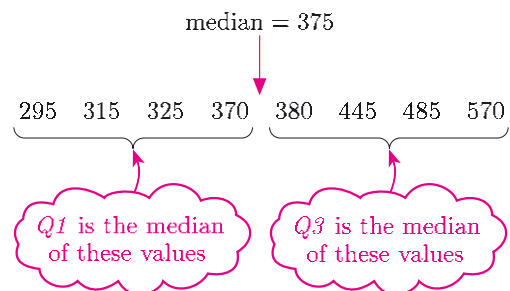 median = 375
295 315 325 370 380 445 485 570
Q1 is the median
of these values
Q3 is the median
of these values